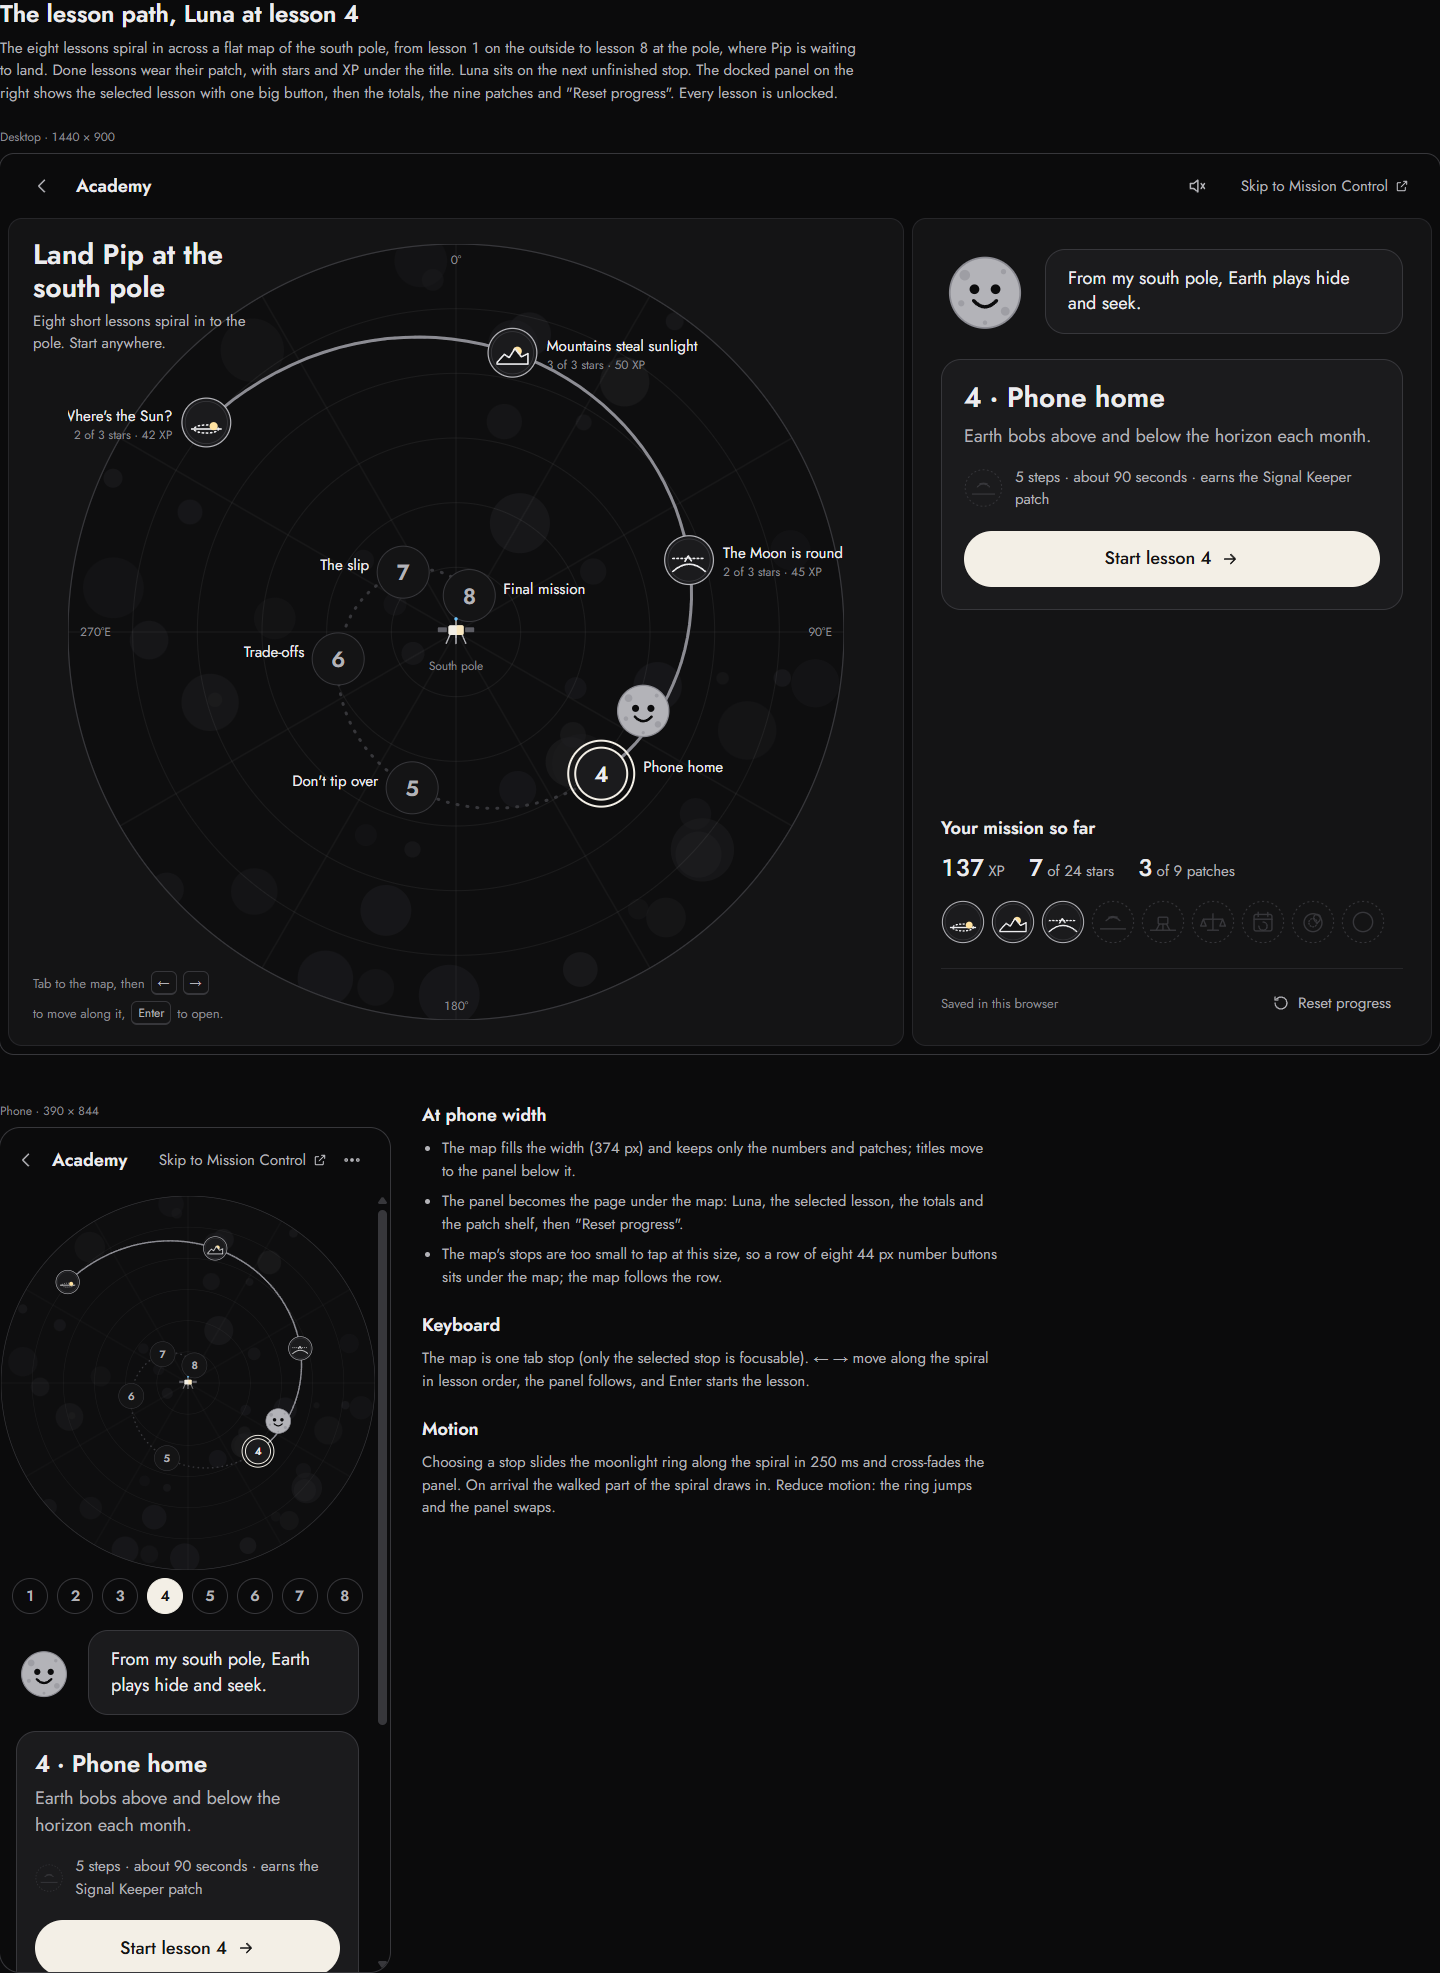 The lesson path, Luna at lesson 4
The eight lessons spiral in across a flat map of the south pole, from lesson 1 on the outside to lesson 8 at the pole, where Pip is waiting
to land. Done lessons wear their patch, with stars and XP under the title. Luna sits on the next unfinished stop. The docked panel on the
right shows the selected lesson with one big button, then the totals, the nine patches and "Reset progress". Every lesson is unlocked.
Desktop · 1440 × 900
Academy
Skip to Mission Control
Land Pip at the
south pole
Eight short lessons spiral in to the
pole. Start anywhere.
0°
Mountains steal sunlight
3 of 3 stars · 50 XP
Where's the Sun?
2 of 3 stars · 42 XP
The Moon is round
2 of 3 stars · 45 XP
The slip
7
8
Final mission
270°E
90°E
Trade-offs
6
South pole
4
Phone home
Don't tip over
5
180°
Tab to the map, then ← →
to move along it, Enter to open.
From my south pole, Earth plays hide
and seek.
4 · Phone home
Earth bobs above and below the horizon each month.
5 steps · about 90 seconds · earns the Signal Keeper
patch
Start lesson 4 →
Your mission so far
137 XP 7 of 24 stars 3 of 9 patches
Saved in this browser
Reset progress
Phone · 390 × 844
Academy
Skip to Mission Control
7
8
6
5
4
1 2 3 4 5 6 7 8
From my south pole, Earth
plays hide and seek.
4 · Phone home
Earth bobs above and below the
horizon each month.
5 steps · about 90 seconds · earns the
Signal Keeper patch
Start lesson 4 →
At phone width
• The map fills the width (374 px) and keeps only the numbers and patches; titles move
to the panel below it.
• The panel becomes the page under the map: Luna, the selected lesson, the totals and
the patch shelf, then "Reset progress".
• The map's stops are too small to tap at this size, so a row of eight 44 px number buttons
sits under the map; the map follows the row.
Keyboard
The map is one tab stop (only the selected stop is focusable). ← → move along the spiral
in lesson order, the panel follows, and Enter starts the lesson.
Motion
Choosing a stop slides the moonlight ring along the spiral in 250 ms and cross-fades the
panel. On arrival the walked part of the spiral draws in. Reduce motion: the ring jumps
and the panel swaps.